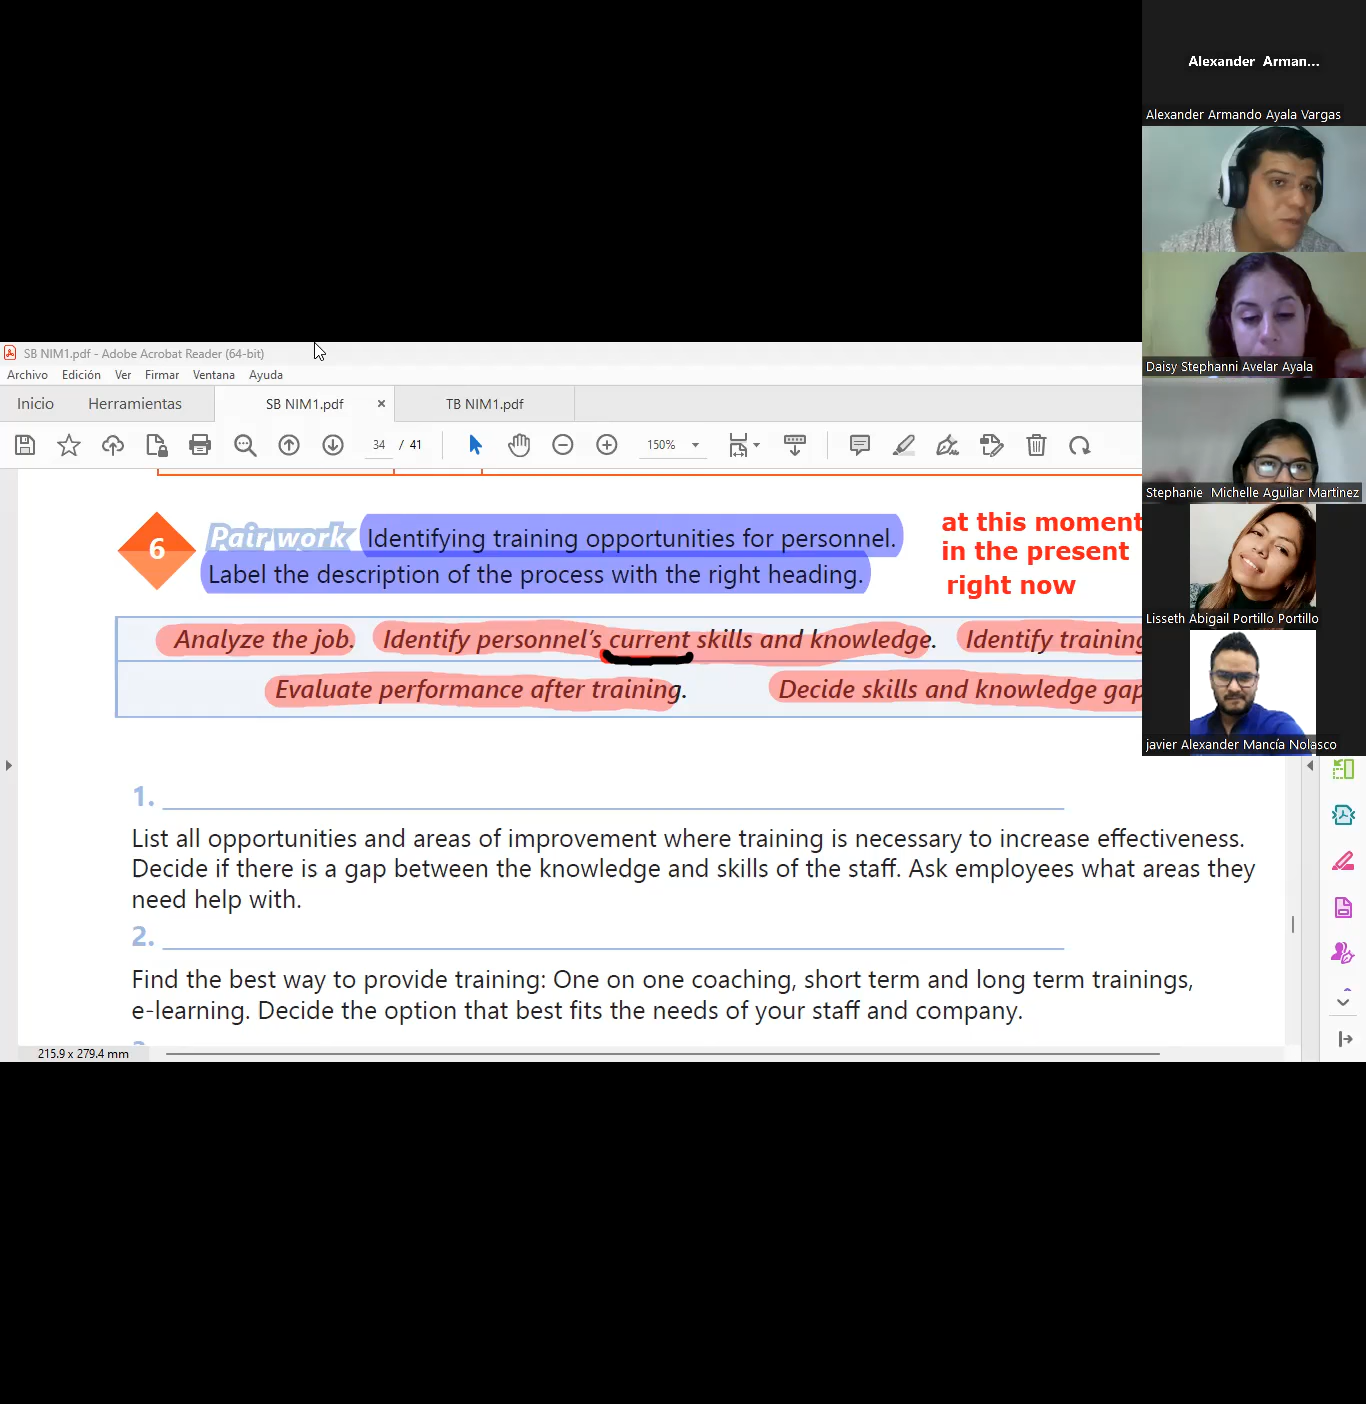 Alexander Arman...
Alexander Armando Ayala Vargas
Daisy Stephanni Avelar Ayala
Stephanie Michelle Aguilar Martinez
Lisseth Abigail Portillo Portillo
javier Alexander Mancía Nolasco
SB NIM1.pdf - Adobe Acrobat Reader (64-bit)
Archivo Edición Ver Firmar Ventana Ayuda
Inicio Herramientas SB NIM1.pdf × TB NIM1.pdf
34 / 41 150%
6 Pair work Identifying training opportunities for personnel.
Label the description of the process with the right heading.
at this moment
in the present
right now
Analyze the job. Identify personnel's current skills and knowledge. Identify training
Evaluate performance after training. Decide skills and knowledge gap
1.
List all opportunities and areas of improvement where training is necessary to increase effectiveness.
Decide if there is a gap between the knowledge and skills of the staff. Ask employees what areas they
need help with.
2.
Find the best way to provide training: One on one coaching, short term and long term trainings,
e-learning. Decide the option that best fits the needs of your staff and company.
215.9 x 279.4 mm